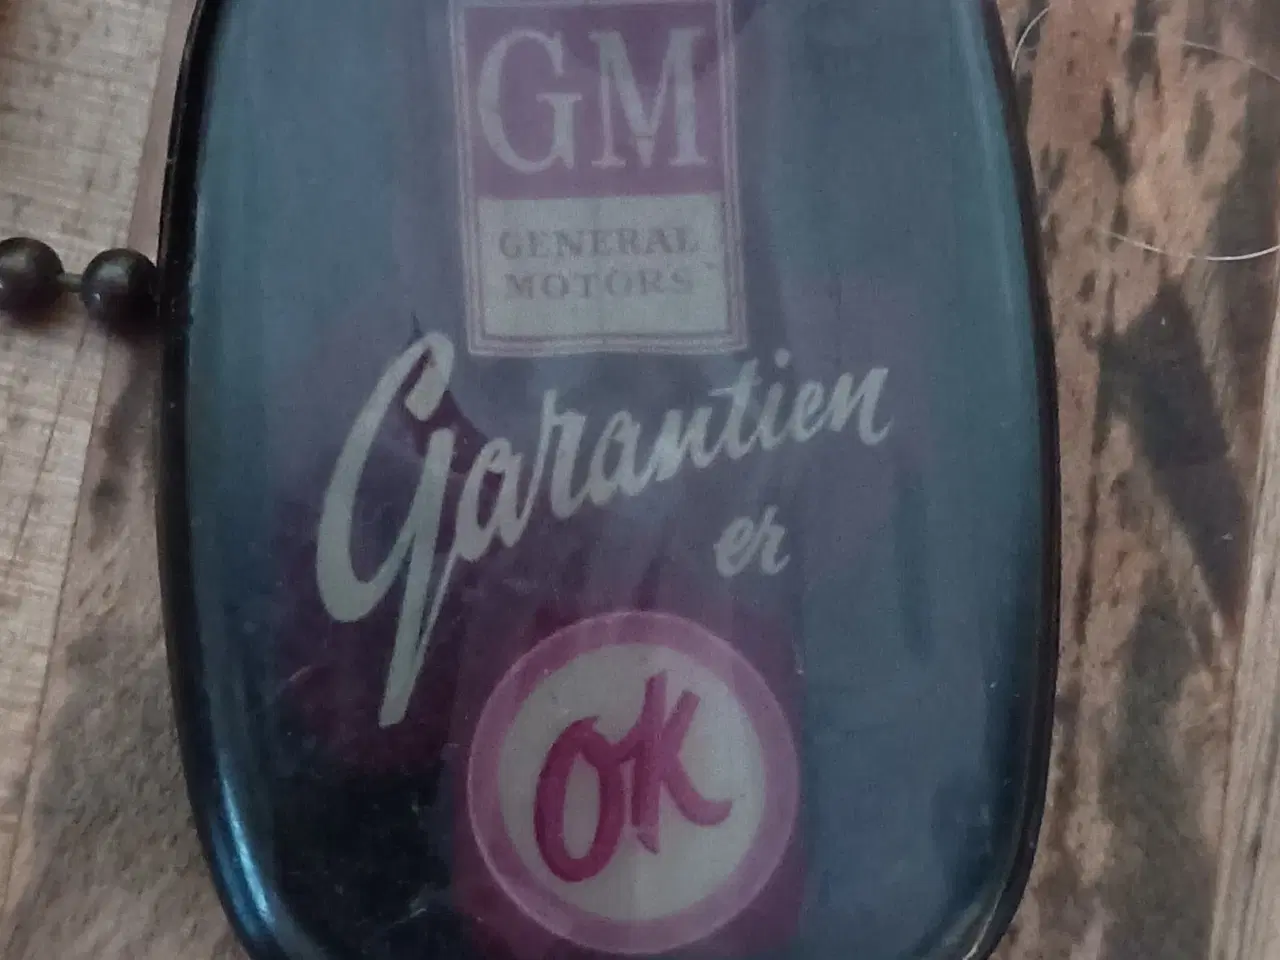 GM
GENERAL
MOTORS
Garantien
er
OK